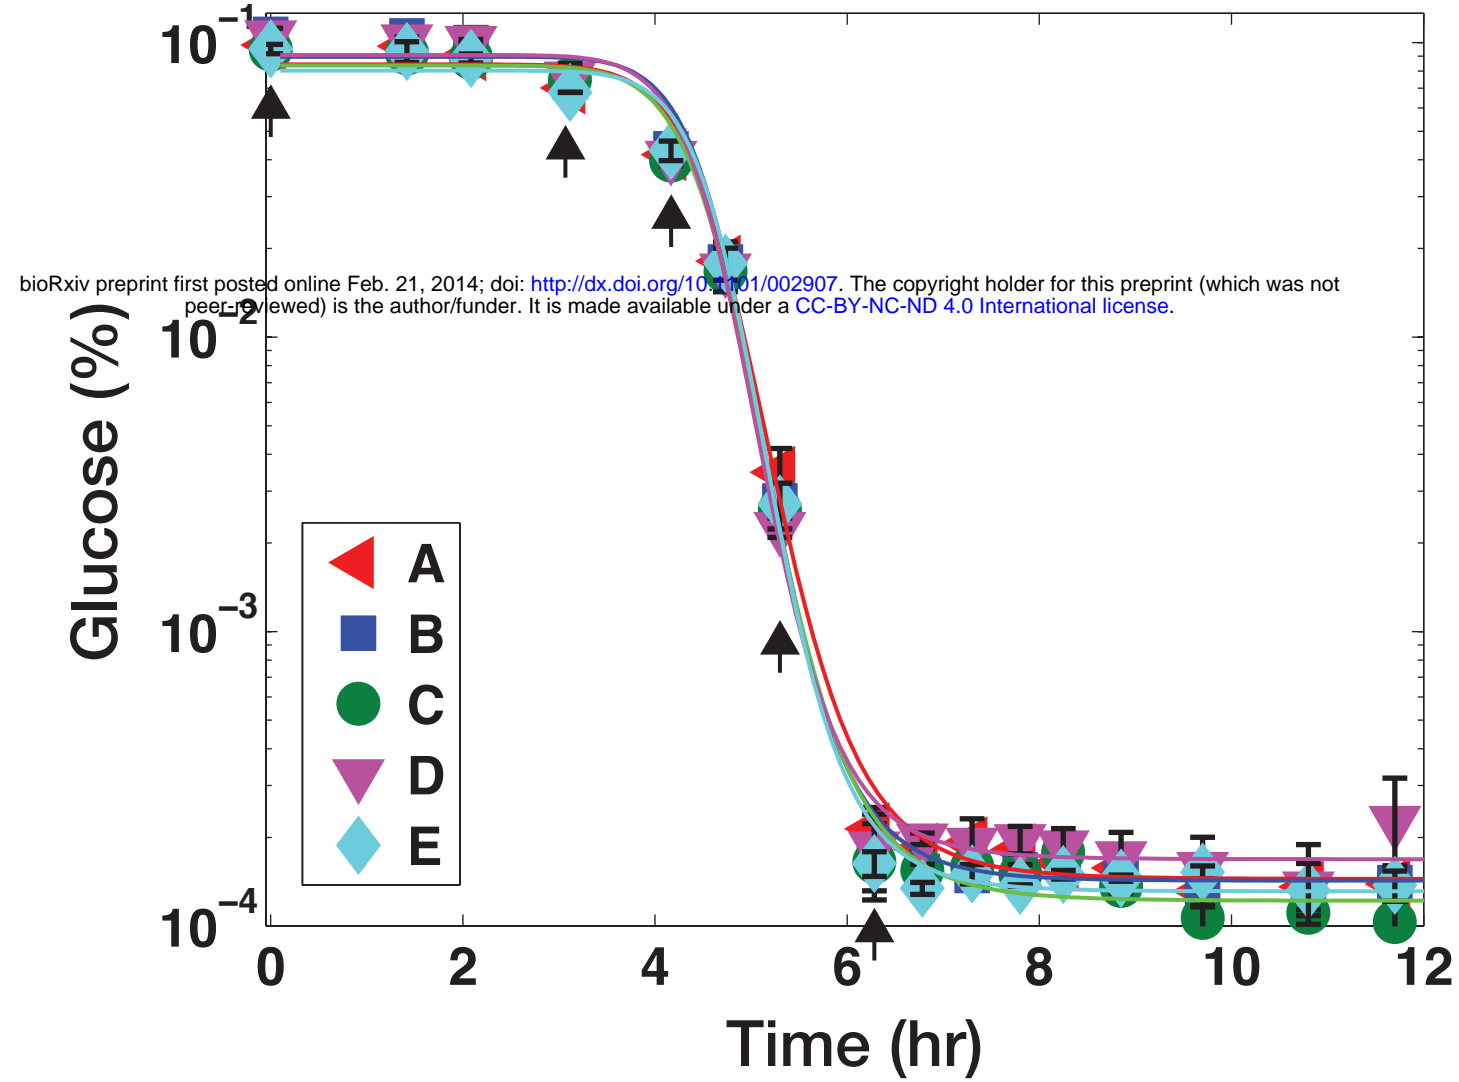 10−1
bioRxiv preprint first posted online Feb. 21, 2014; doi: http://dx.doi.org/10.1101/002907. The copyright holder for this preprint (which was not
peer-reviewed) is the author/funder. It is made available under a CC-BY-NC-ND 4.0 International license.
10−2
Glucose (%)
A
B
10−3
C
D
E
10−4
0 2 4 6 8 10 12
Time (hr)